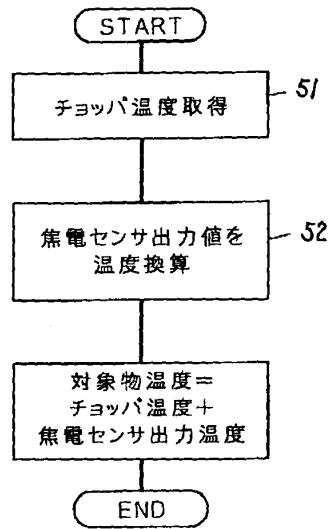 START
チョッパ温度取得
51
焦電センサ出力値を
温度換算
52
対象物温度=
チョッパ温度+
焦電センサ出力温度
END